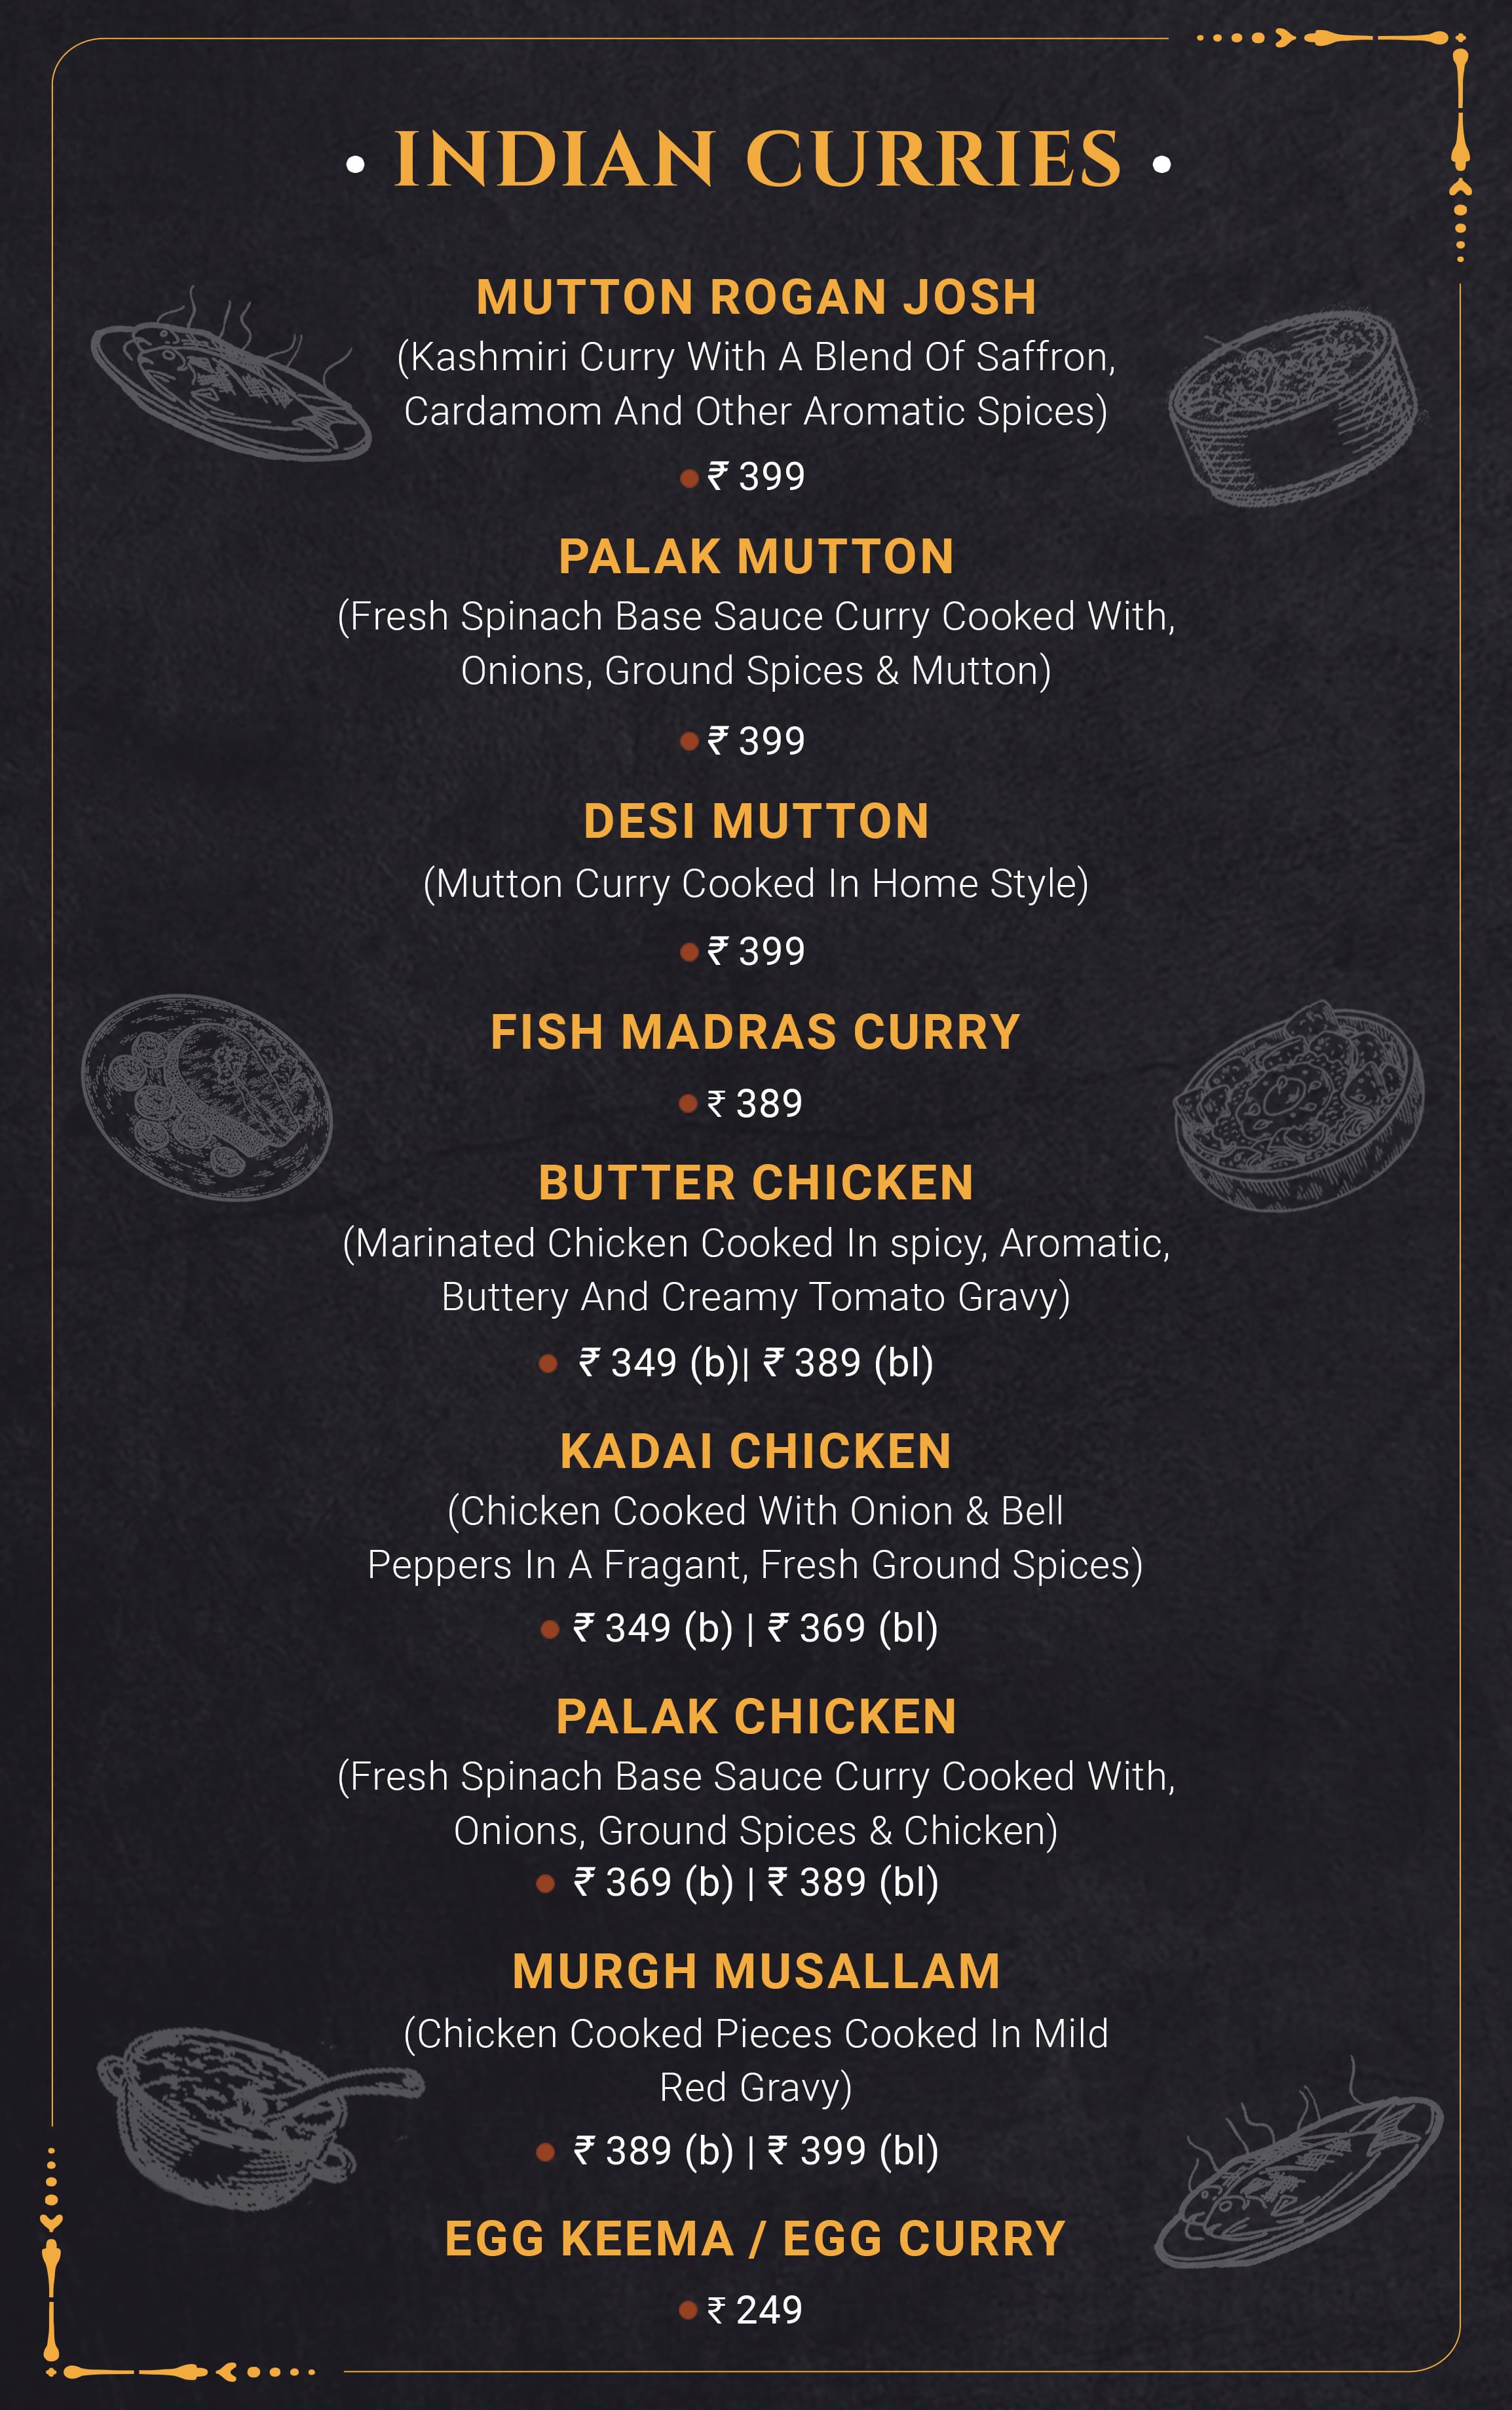 • INDIAN CURRIES •
MUTTON ROGAN JOSH
(Kashmiri Curry With A Blend Of Saffron,
Cardamom And Other Aromatic Spices)
₹ 399
PALAK MUTTON
(Fresh Spinach Base Sauce Curry Cooked With,
Onions, Ground Spices & Mutton)
₹ 399
DESI MUTTON
(Mutton Curry Cooked In Home Style)
₹ 399
FISH MADRAS CURRY
₹ 389
BUTTER CHICKEN
(Marinated Chicken Cooked In spicy, Aromatic,
Buttery And Creamy Tomato Gravy)
₹ 349 (b)| ₹ 389 (bl)
KADAI CHICKEN
(Chicken Cooked With Onion & Bell
Peppers In A Fragant, Fresh Ground Spices)
₹ 349 (b) | ₹ 369 (bl)
PALAK CHICKEN
(Fresh Spinach Base Sauce Curry Cooked With,
Onions, Ground Spices & Chicken)
₹ 369 (b) | ₹ 389 (bl)
MURGH MUSALLAM
(Chicken Cooked Pieces Cooked In Mild
Red Gravy)
₹ 389 (b) | ₹ 399 (bl)
EGG KEEMA / EGG CURRY
₹ 249